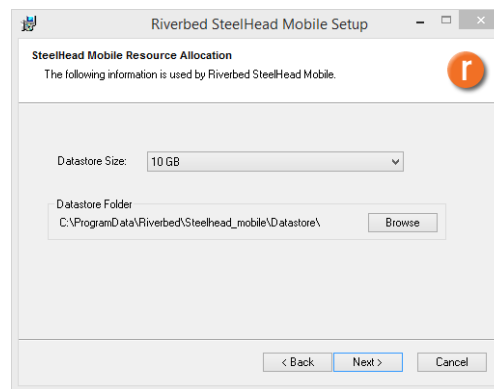 Riverbed SteelHead Mobile Setup
SteelHead Mobile Resource Allocation
The following information is used by Riverbed SteelHead Mobile.
r
Datastore Size: 10 GB
Datastore Folder
C:\ProgramData\Riverbed\Steelhead_mobile\Datastore\ Browse
< Back Next > Cancel